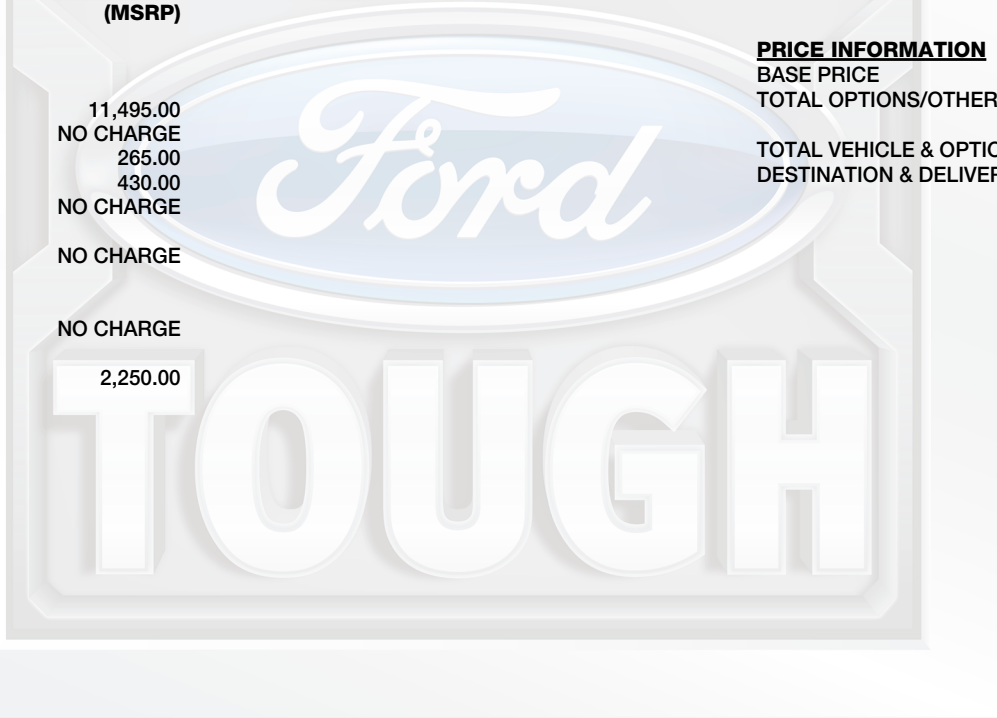 (MSRP)
11,495.00
NO CHARGE
265.00
430.00
NO CHARGE
NO CHARGE
NO CHARGE
2,250.00
PRICE INFORMATION
BASE PRICE
TOTAL OPTIONS/OTHER
TOTAL VEHICLE & OPTIO
DESTINATION & DELIVER
Ford
TOUGH